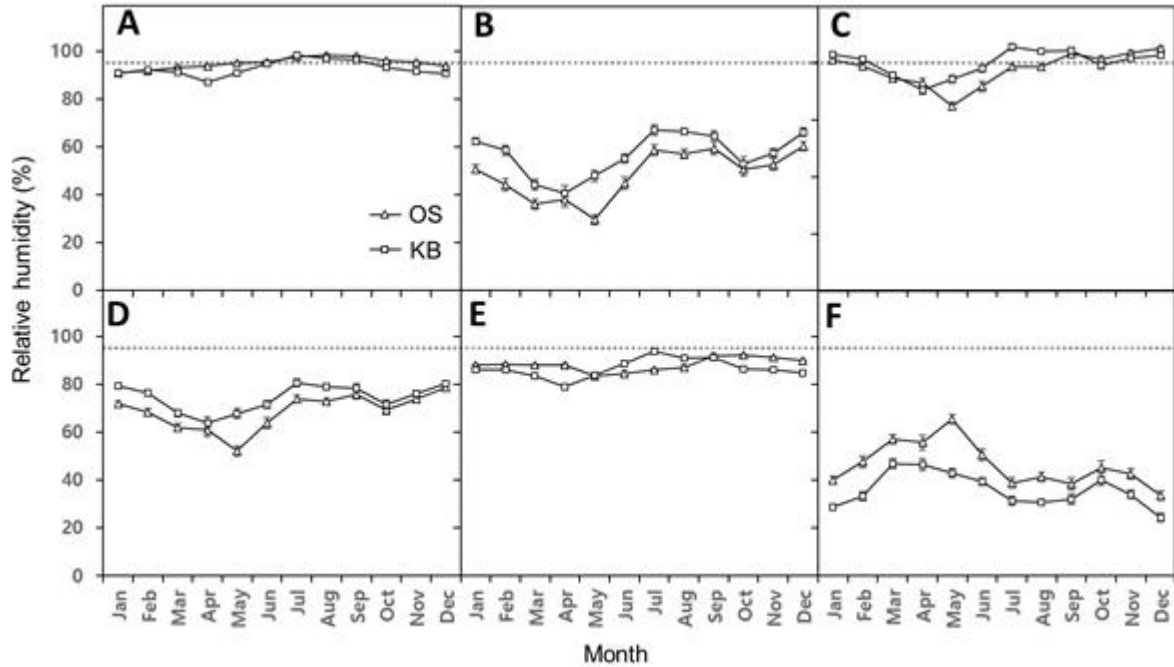 A
B
C
100
80
60
40
20
0
OS
KB
D
E
F
100
80
60
40
20
0
Relative humidity (%)
Jan Feb Mar Apr May Jun Jul Aug Sep Oct Nov Dec
Jan Feb Mar Apr May Jun Jul Aug Sep Oct Nov Dec
Jan Feb Mar Apr May Jun Jul Aug Sep Oct Nov Dec
Month